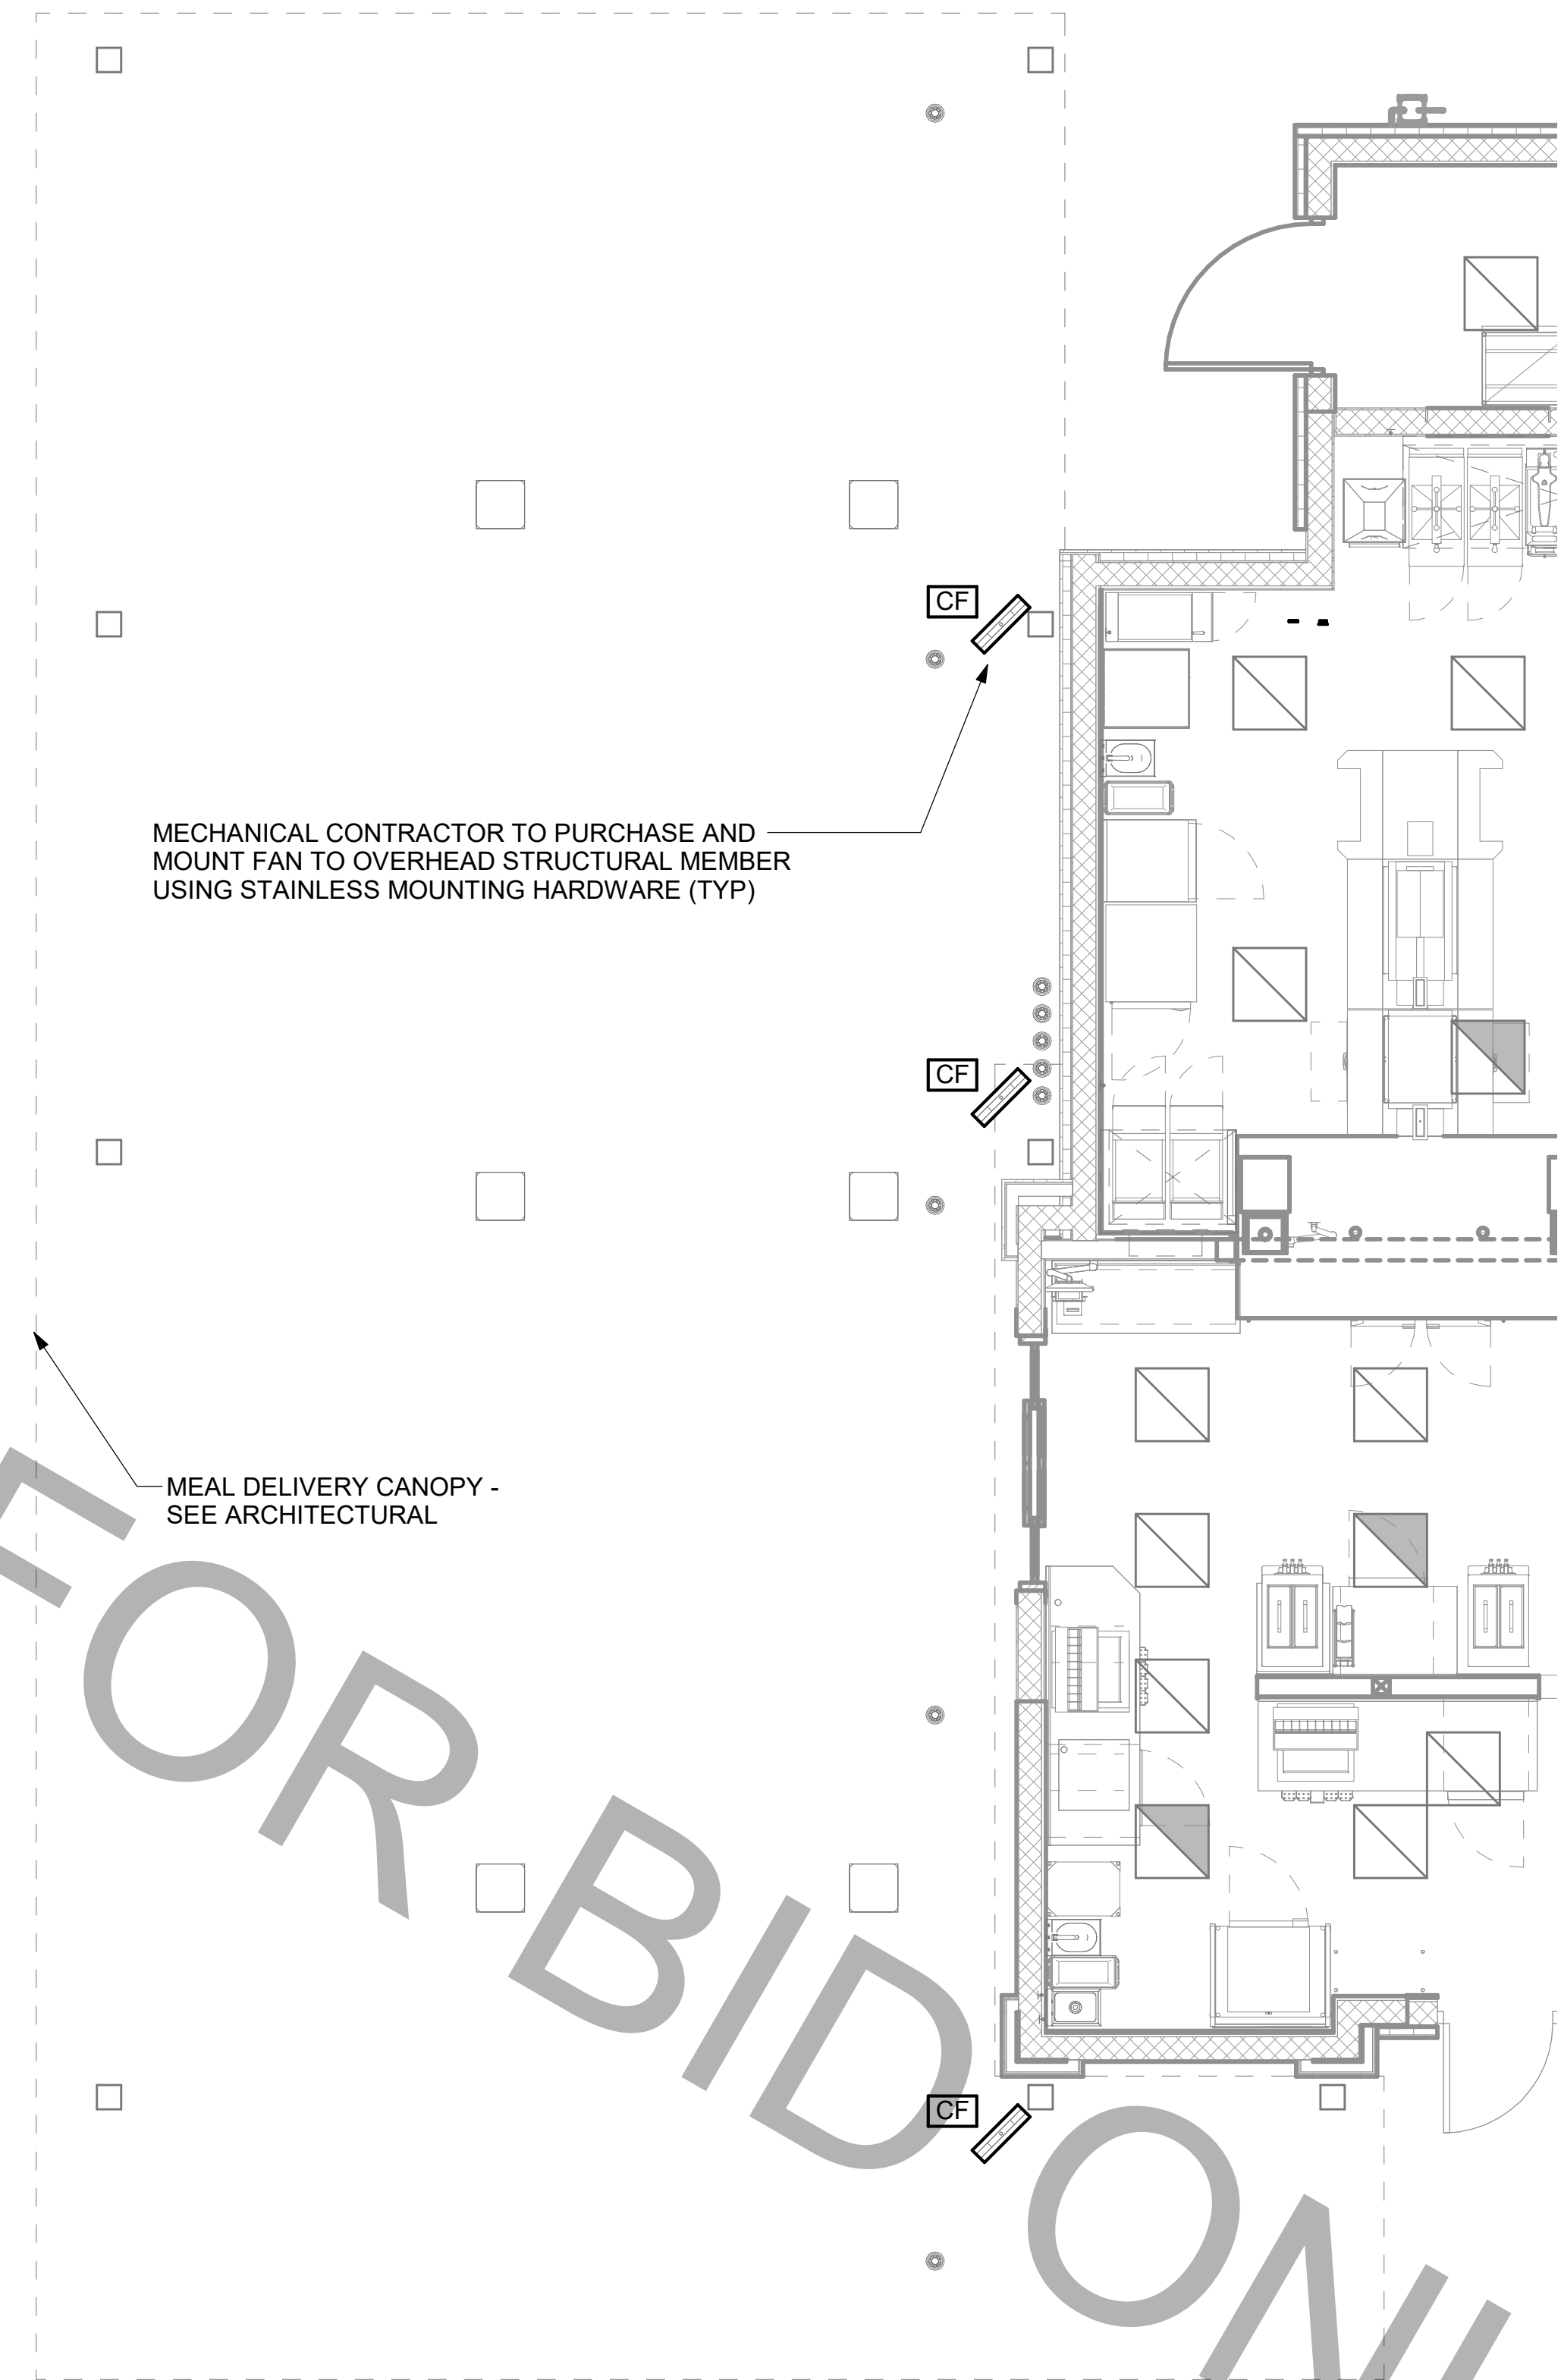 CF
MECHANICAL CONTRACTOR TO PURCHASE AND
MOUNT FAN TO OVERHEAD STRUCTURAL MEMBER
USING STAINLESS MOUNTING HARDWARE (TYP)
CF
MEAL DELIVERY CANOPY -
SEE ARCHITECTURAL
CF
FOR BID ON